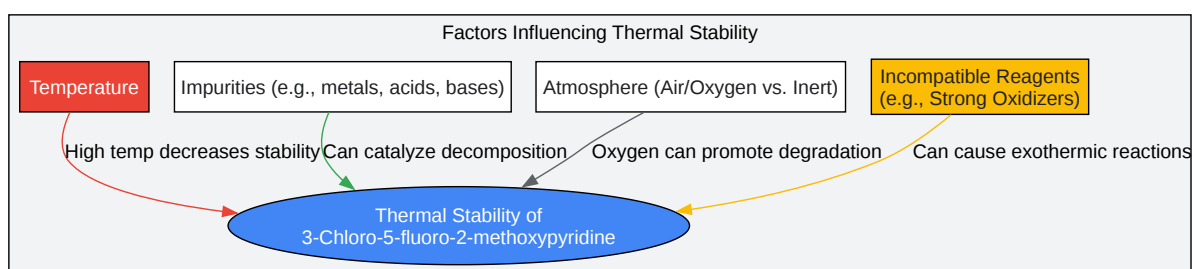 Factors Influencing Thermal Stability
Temperature
Impurities (e.g., metals, acids, bases)
Atmosphere (Air/Oxygen vs. Inert)
Incompatible Reagents
(e.g., Strong Oxidizers)
High temp decreases stability
Can catalyze decomposition
Oxygen can promote degradation
Can cause exothermic reactions
Thermal Stability of
3-Chloro-5-fluoro-2-methoxypyridine